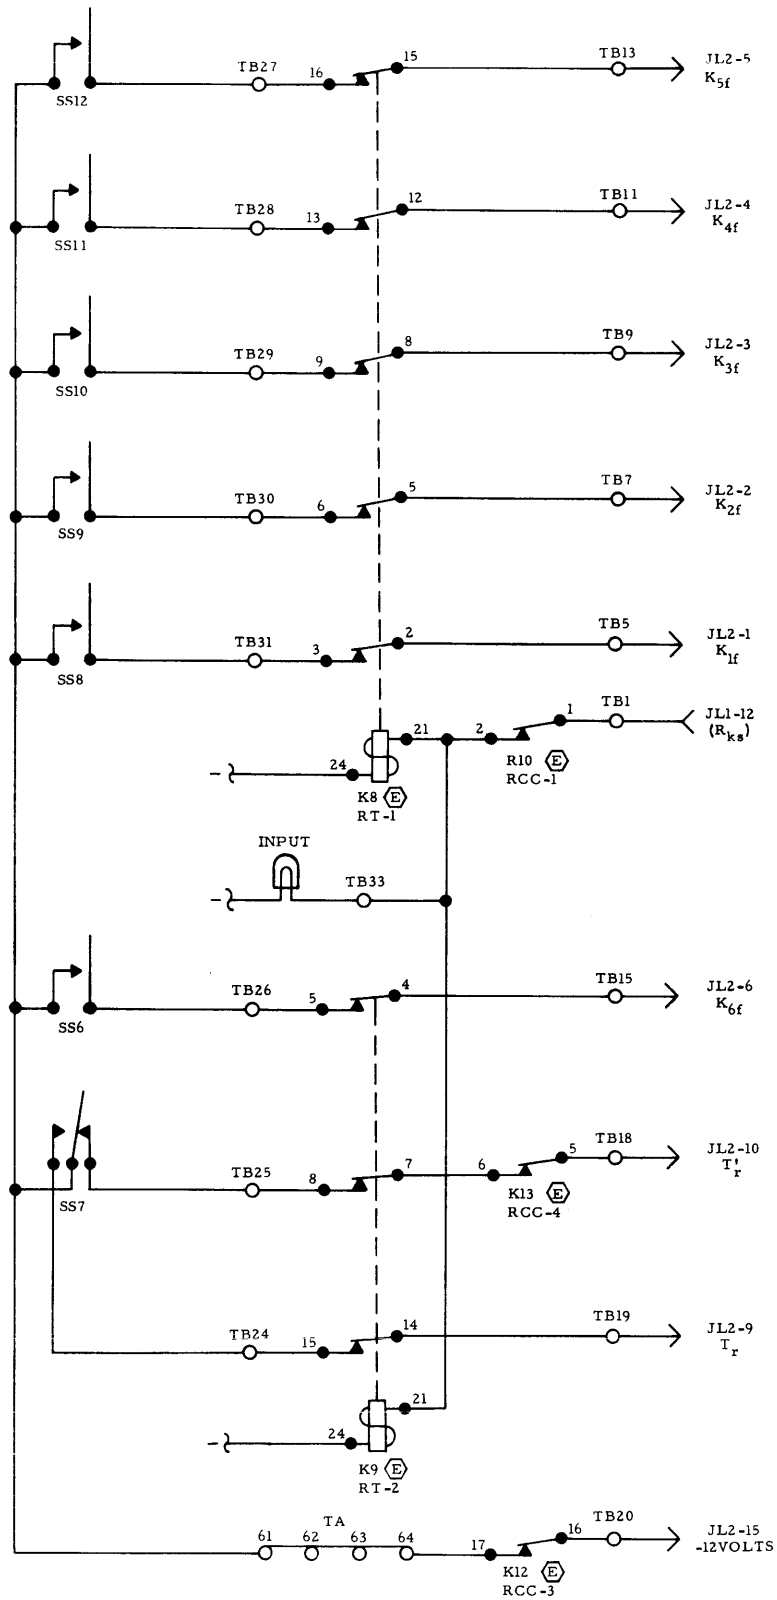 TB27 16 15 TB13 JL2-5
SS12 K5f
TB28 13 12 TB11 JL2-4
SS11 K4f
TB29 9 8 TB9 JL2-3
SS10 K3f
TB30 6 5 TB7 JL2-2
SS9 K2f
TB31 3 2 TB5 JL2-1
SS8 K1f
21 2 1 TB1 JL1-12
(Rks)
24 K8 E R10 E
RT-1 RCC-1
INPUT
TB33
TB26 5 4 TB15 JL2-6
SS6 K6f
TB25 8 7 6 5 TB18 JL2-10
SS7 K13 E T'r
RCC-4
TB24 15 14 TB19 JL2-9
Tr
21
24
K9 E
RT-2
TA
61 62 63 64 17 16 TB20 JL2-15
-12VOLTS
K12 E
RCC-3